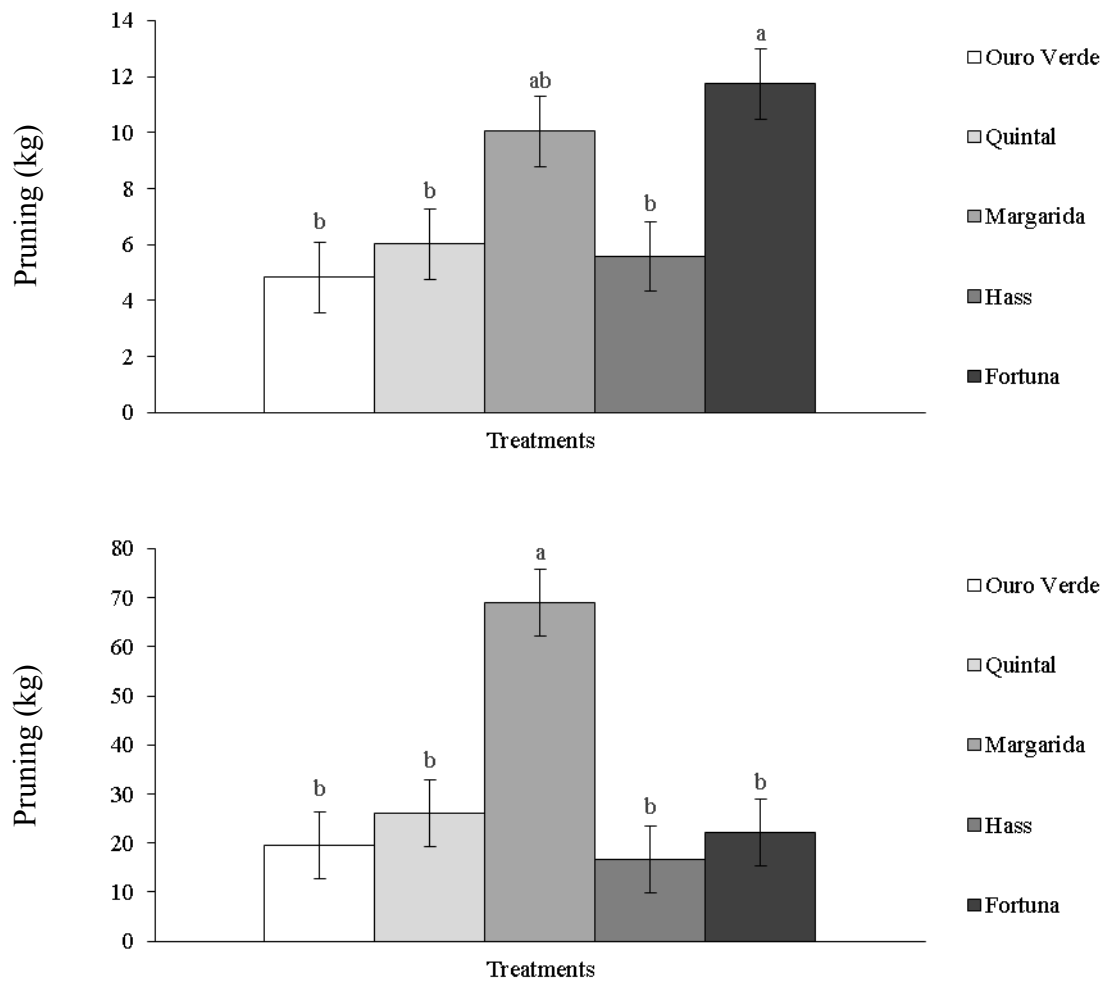 14
12
10
8
6
4
2
0
Pruning (kg)
b
b
ab
b
a
Treatments
Ouro Verde
Quintal
Margarida
Hass
Fortuna
80
70
60
50
40
30
20
10
0
Pruning (kg)
b
b
a
b
b
Treatments
Ouro Verde
Quintal
Margarida
Hass
Fortuna